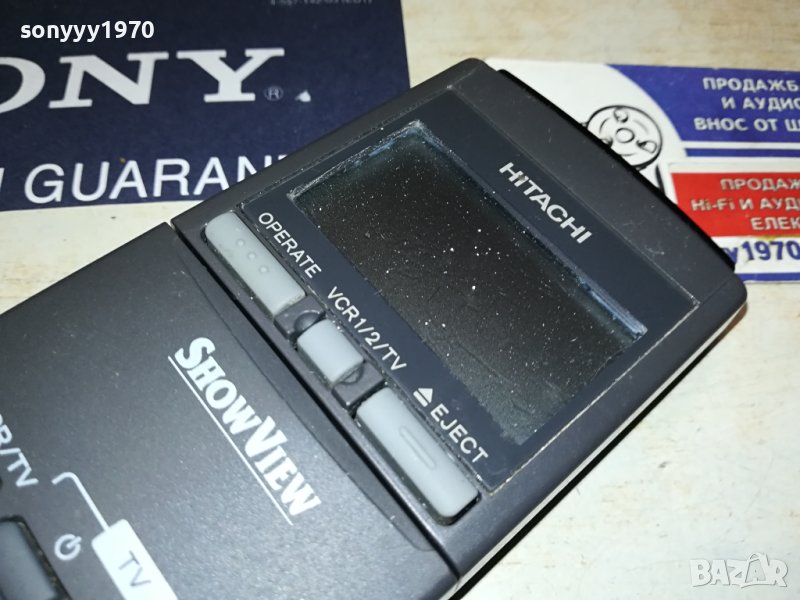 sonyyy1970
ONY
®
GUARAN
ПРОДАЖБ
И АУДИО
ВНОС ОТ Ш
ПРОДАЖ
Hi-Fi И АУД
ЕЛЕК
y1970
HITACHI
OPERATE
VCR1/2/TV
⏏ EJECT
SHOWVIEW
R/TV
TV
BAZAR